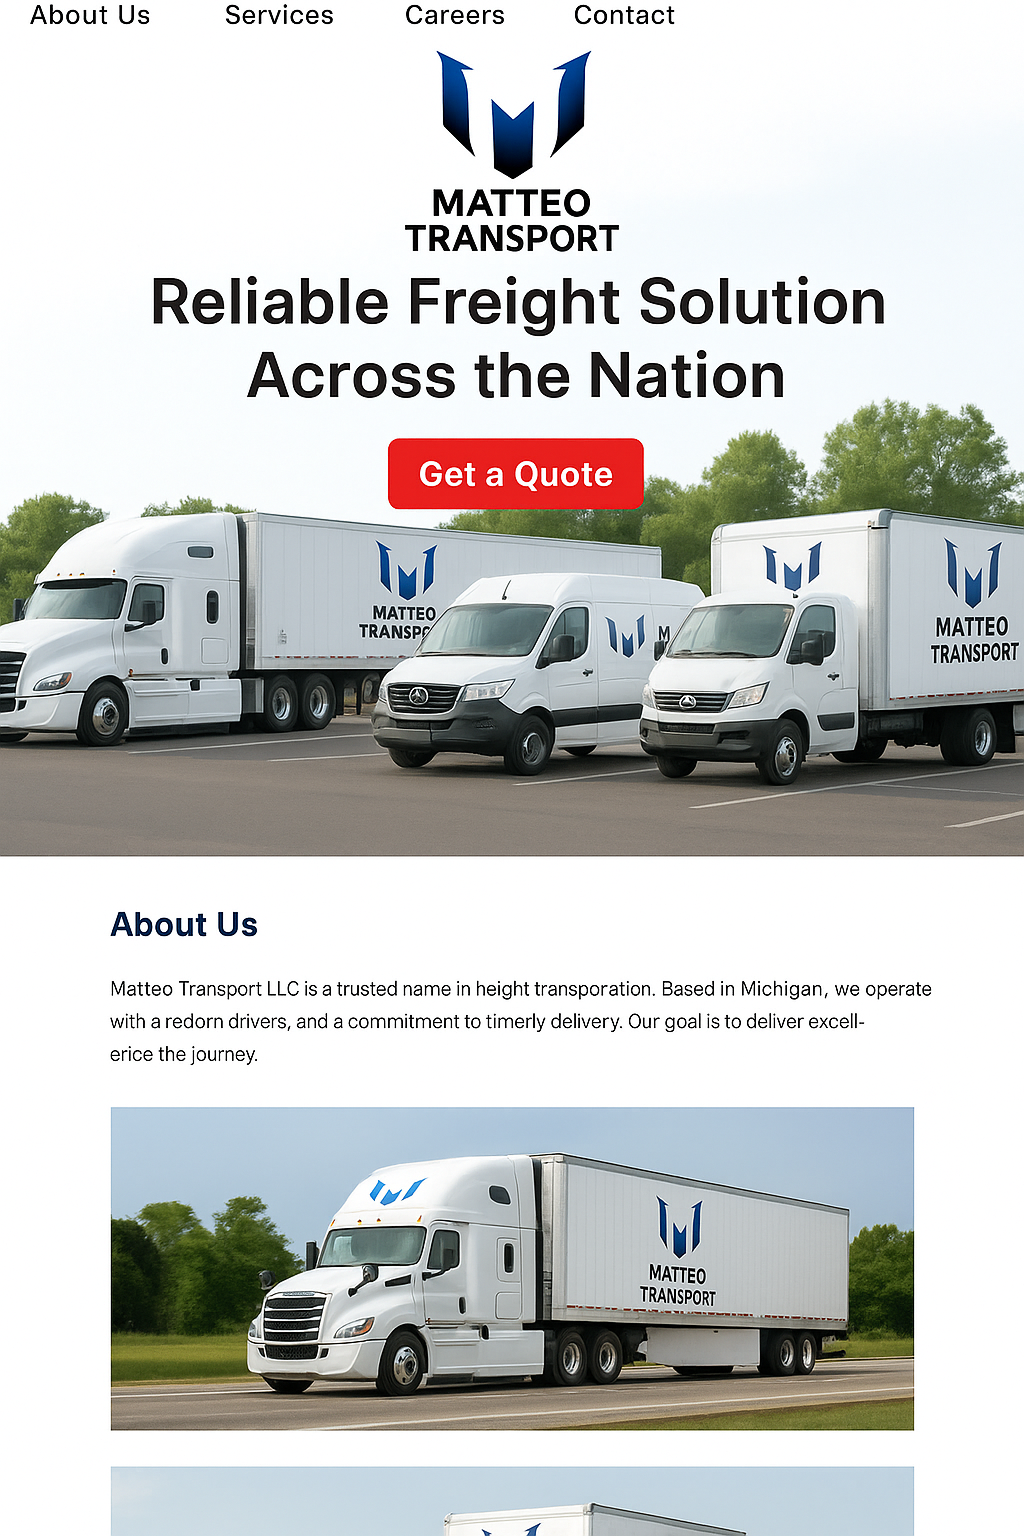 About Us Services Careers Contact
MATTEO
TRANSPORT
Reliable Freight Solution
Across the Nation
Get a Quote
MATTEO
TRANSPO
M
MATTEO
TRANSPORT
About Us
Matteo Transport LLC is a trusted name in height transporation. Based in Michigan, we operate
with a redorn drivers, and a commitment to timerly delivery. Our goal is to deliver excell-
erice the journey.
MATTEO
TRANSPORT